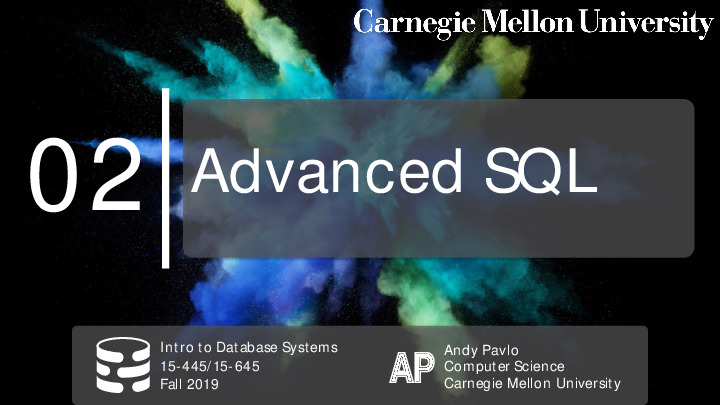 Carnegie Mellon University
02
Advanced SQL
Intro to Database Systems
15-445/15-645
Fall 2019
AP
Andy Pavlo
Computer Science
Carnegie Mellon University